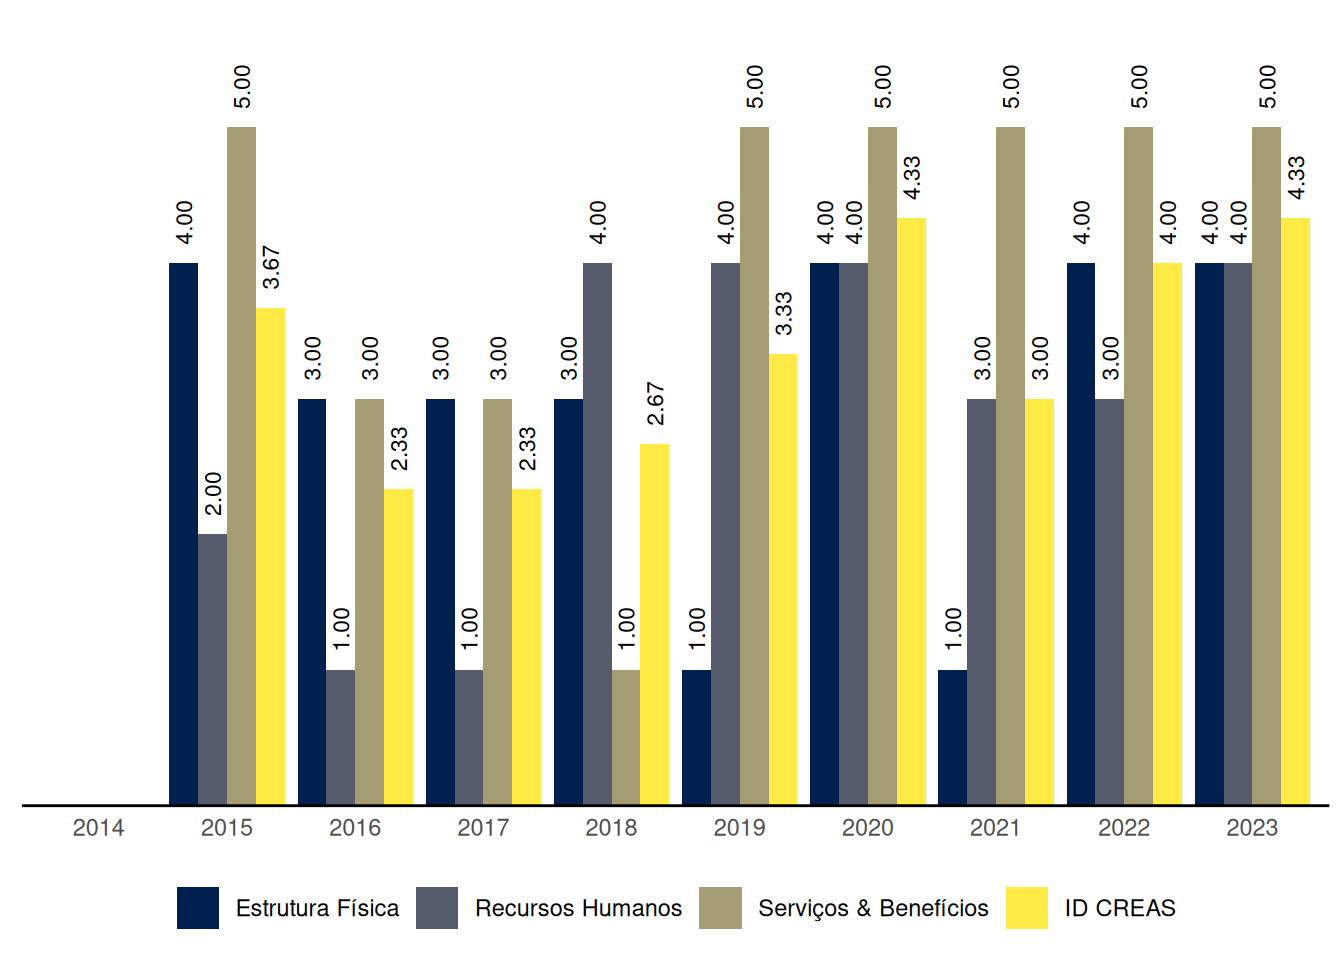 5.00 5.00 5.00 5.00 5.00 5.00
4.33 4.33
4.00 4.00 4.00 4.00 4.00 4.00 4.00 4.00 4.00
3.67
3.33
3.00 3.00 3.00 3.00 3.00 3.00 3.00 3.00
2.67
2.33 2.33
2.00
1.00 1.00 1.00 1.00 1.00
2014 2015 2016 2017 2018 2019 2020 2021 2022 2023
Estrutura Física Recursos Humanos Serviços & Benefícios ID CREAS